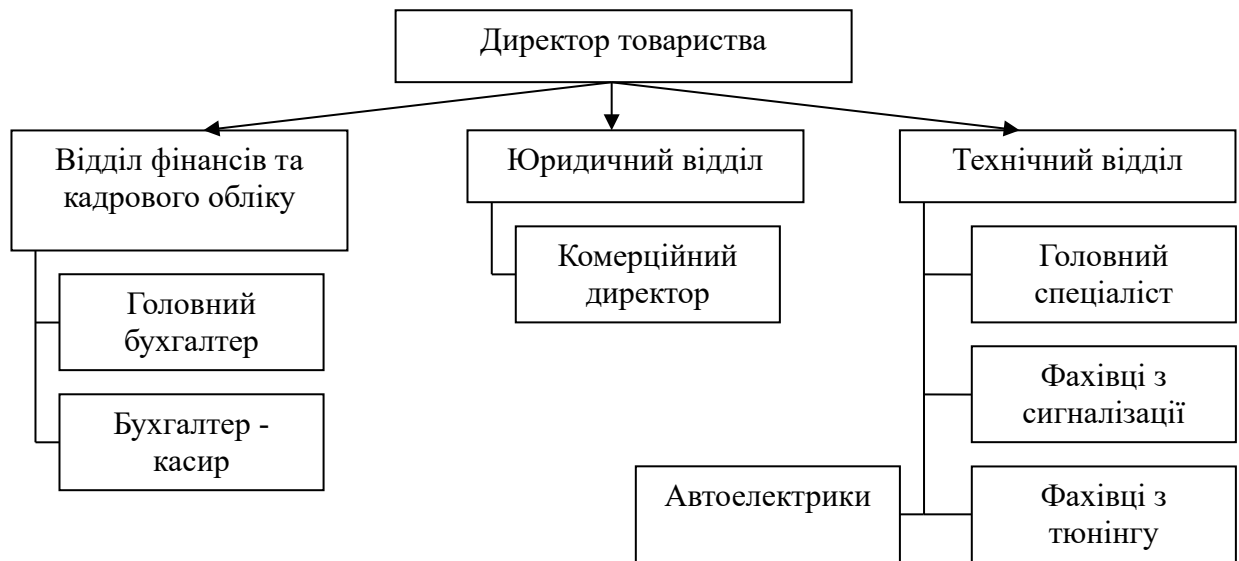 Директор товариства
Відділ фінансів та
кадрового обліку
Юридичний відділ
Технічний відділ
Головний
бухгалтер
Бухгалтер -
касир
Комерційний
директор
Головний
спеціаліст
Фахівці з
сигналізації
Автоелектрики
Фахівці з
тюнінгу